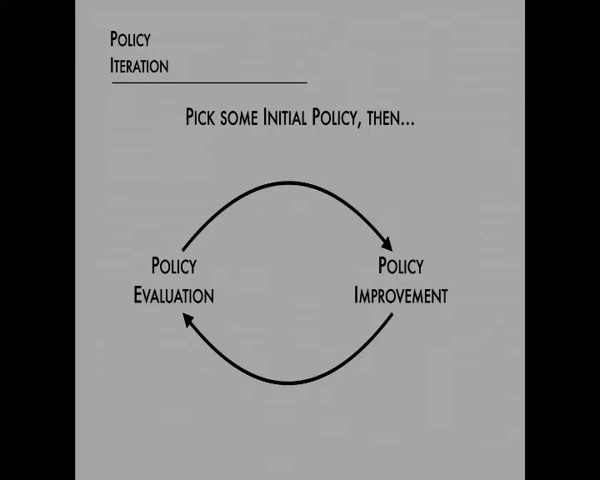 POLICY
ITERATION
PICK SOME INITIAL POLICY, THEN...
POLICY
EVALUATION
POLICY
IMPROVEMENT